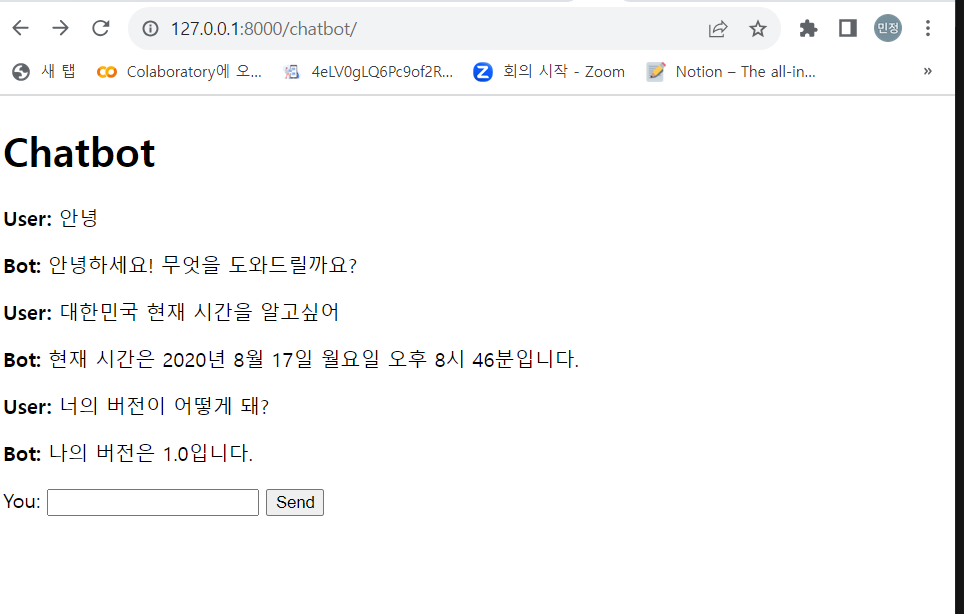 127.0.0.1:8000/chatbot/
민정
새 탭
Colaboratory에 오...
4eLV0gLQ6Pc9of2R...
회의 시작 - Zoom
Notion – The all-in...
»
Chatbot
User: 안녕
Bot: 안녕하세요! 무엇을 도와드릴까요?
User: 대한민국 현재 시간을 알고싶어
Bot: 현재 시간은 2020년 8월 17일 월요일 오후 8시 46분입니다.
User: 너의 버전이 어떻게 돼?
Bot: 나의 버전은 1.0입니다.
You:
Send